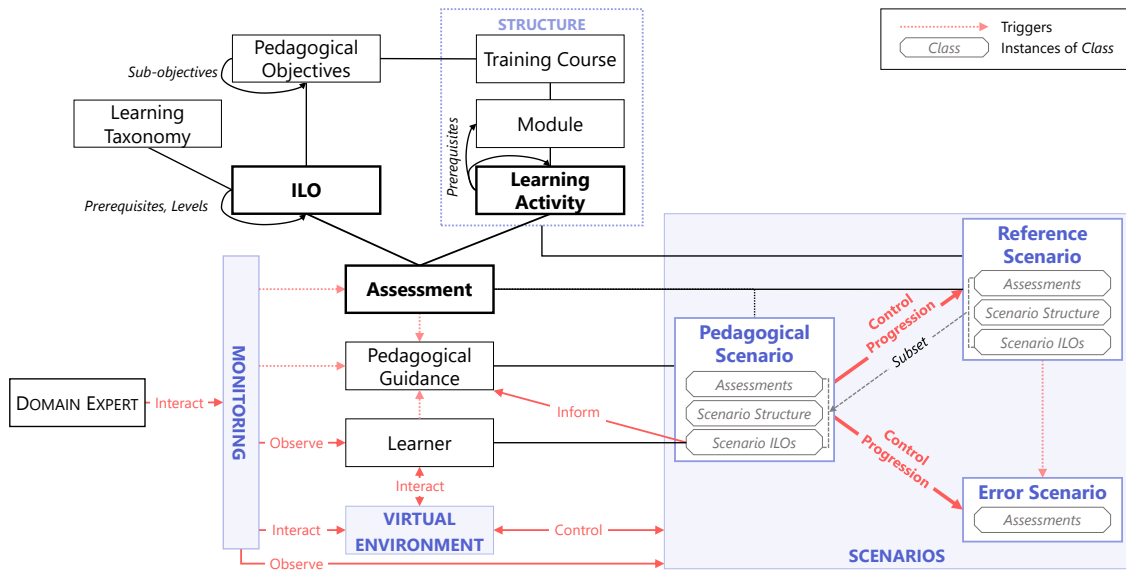 STRUCTURE
Triggers
Class
Instances of Class
Pedagogical
Objectives
Training Course
Sub-objectives
Learning
Taxonomy
Module
Prerequisites
ILO
Learning
Activity
Prerequisites, Levels
Reference
Scenario
Assessments
Scenario Structure
Scenario ILOs
Assessment
Control
Progression
Subset
Pedagogical
Scenario
Assessments
Scenario Structure
Scenario ILOs
MONITORING
Pedagogical
Guidance
DOMAIN EXPERT
Interact
Inform
Observe
Learner
Control
Progression
Interact
Error Scenario
Assessments
Interact
VIRTUAL
ENVIRONMENT
Control
Observe
SCENARIOS